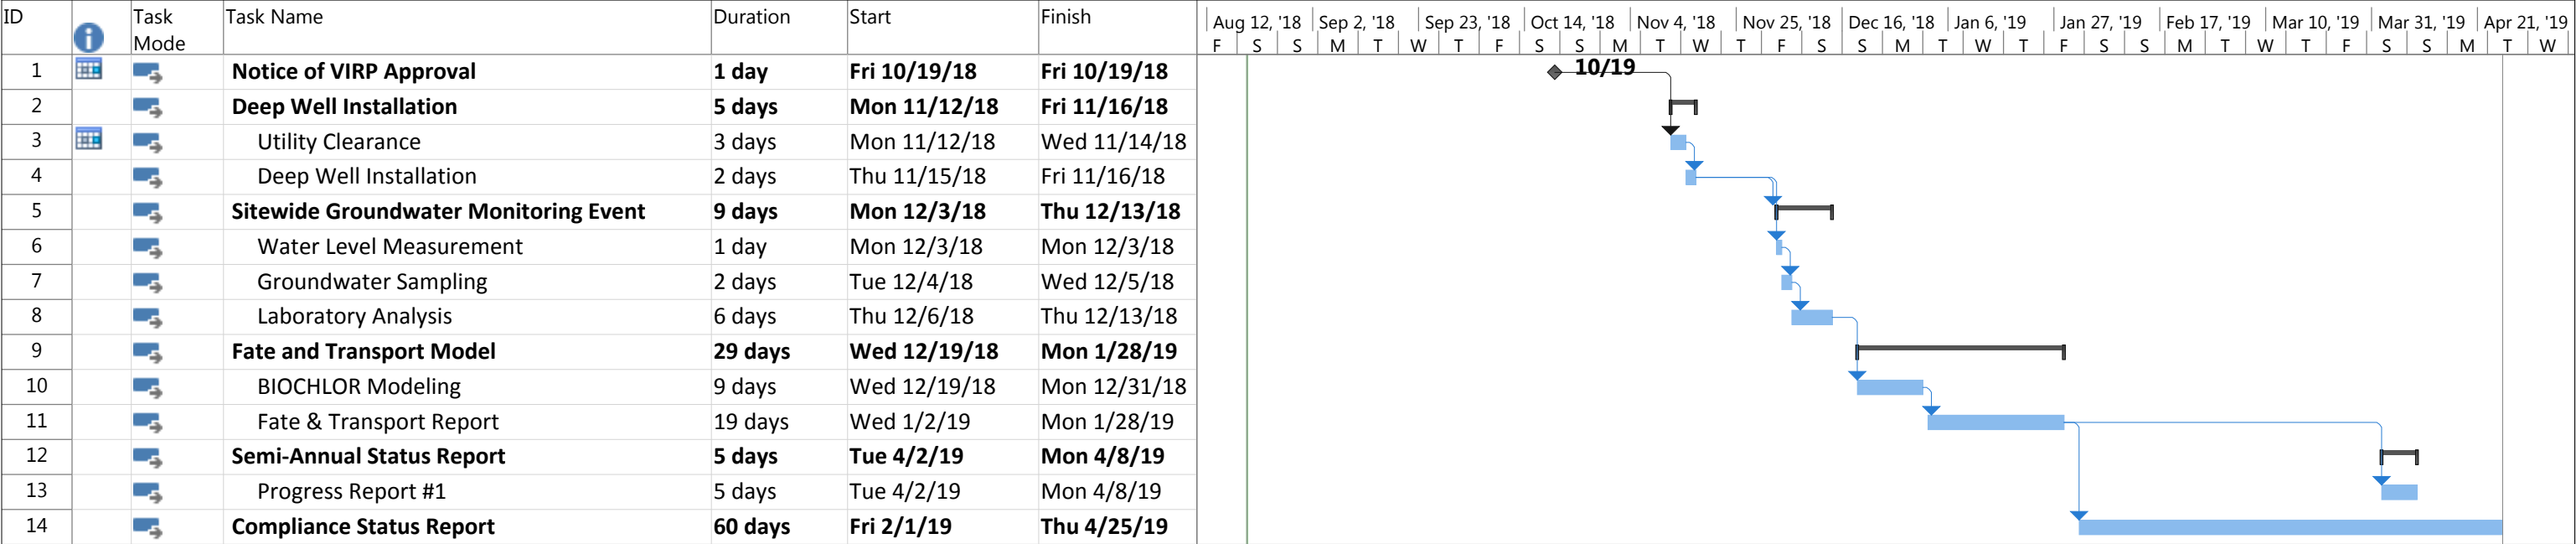 ID Task Mode Task Name Duration Start Finish Aug 12, '18 Sep 2, '18 Sep 23, '18 Oct 14, '18 Nov 4, '18 Nov 25, '18 Dec 16, '18 Jan 6, '19 Jan 27, '19 Feb 17, '19 Mar 10, '19 Mar 31, '19 Apr 21, '19
F S S M T W T F S S M T W T F S S M T W T F S S M T W T F S S M T W
1 Notice of VIRP Approval 1 day Fri 10/19/18 Fri 10/19/18 10/19
2 Deep Well Installation 5 days Mon 11/12/18 Fri 11/16/18
3 Utility Clearance 3 days Mon 11/12/18 Wed 11/14/18
4 Deep Well Installation 2 days Thu 11/15/18 Fri 11/16/18
5 Sitewide Groundwater Monitoring Event 9 days Mon 12/3/18 Thu 12/13/18
6 Water Level Measurement 1 day Mon 12/3/18 Mon 12/3/18
7 Groundwater Sampling 2 days Tue 12/4/18 Wed 12/5/18
8 Laboratory Analysis 6 days Thu 12/6/18 Thu 12/13/18
9 Fate and Transport Model 29 days Wed 12/19/18 Mon 1/28/19
10 BIOCHLOR Modeling 9 days Wed 12/19/18 Mon 12/31/18
11 Fate & Transport Report 19 days Wed 1/2/19 Mon 1/28/19
12 Semi-Annual Status Report 5 days Tue 4/2/19 Mon 4/8/19
13 Progress Report #1 5 days Tue 4/2/19 Mon 4/8/19
14 Compliance Status Report 60 days Fri 2/1/19 Thu 4/25/19